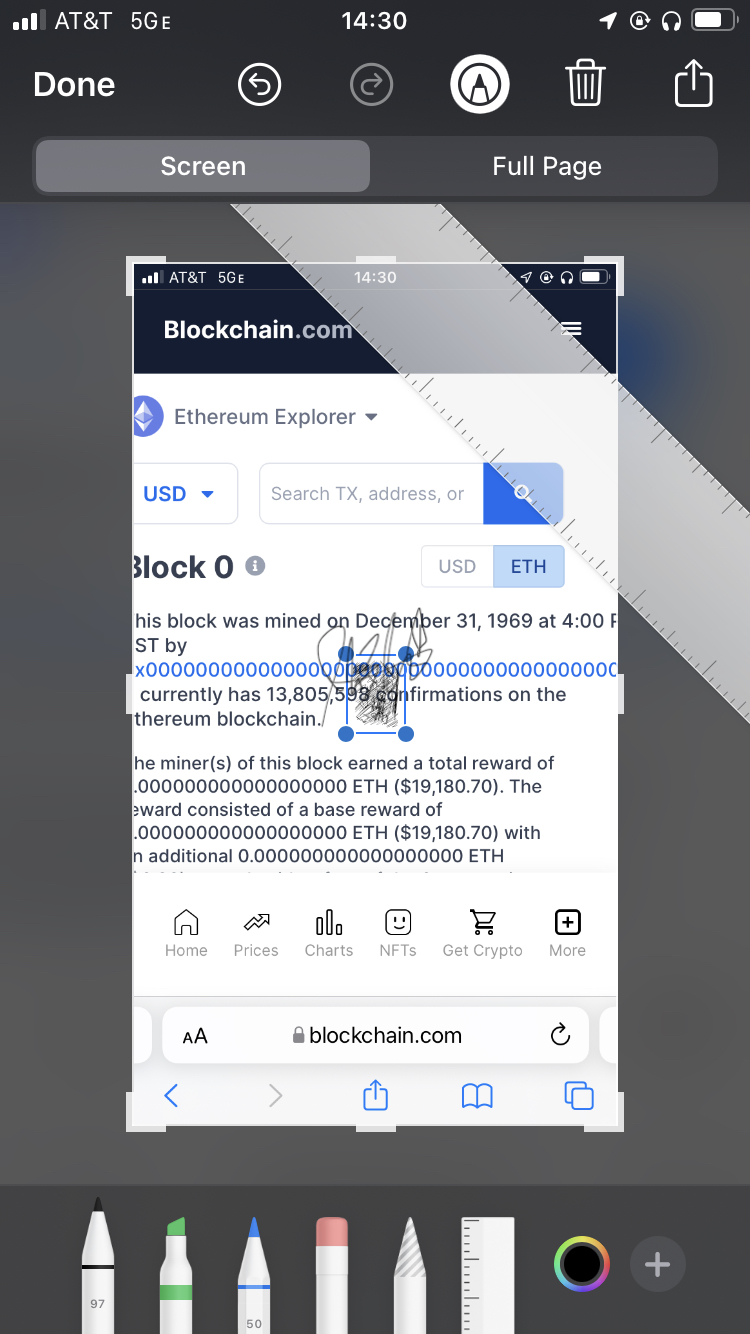 AT&T 5GE 14:30
Done
Screen Full Page
AT&T 5GE 14:30
Blockchain.com
Ethereum Explorer
USD Search TX, address, or
Block 0 USD ETH
his block was mined on December 31, 1969 at 4:00 P
ST by
currently has 13,805,598 confirmations on the
thereum blockchain.
he miner(s) of this block earned a total reward of
.000000000000000000 ETH ($19,180.70). The
eward consisted of a base reward of
.000000000000000000 ETH ($19,180.70) with
n additional 0.000000000000000000 ETH
Home Prices Charts NFTs Get Crypto More
AA blockchain.com
97 50